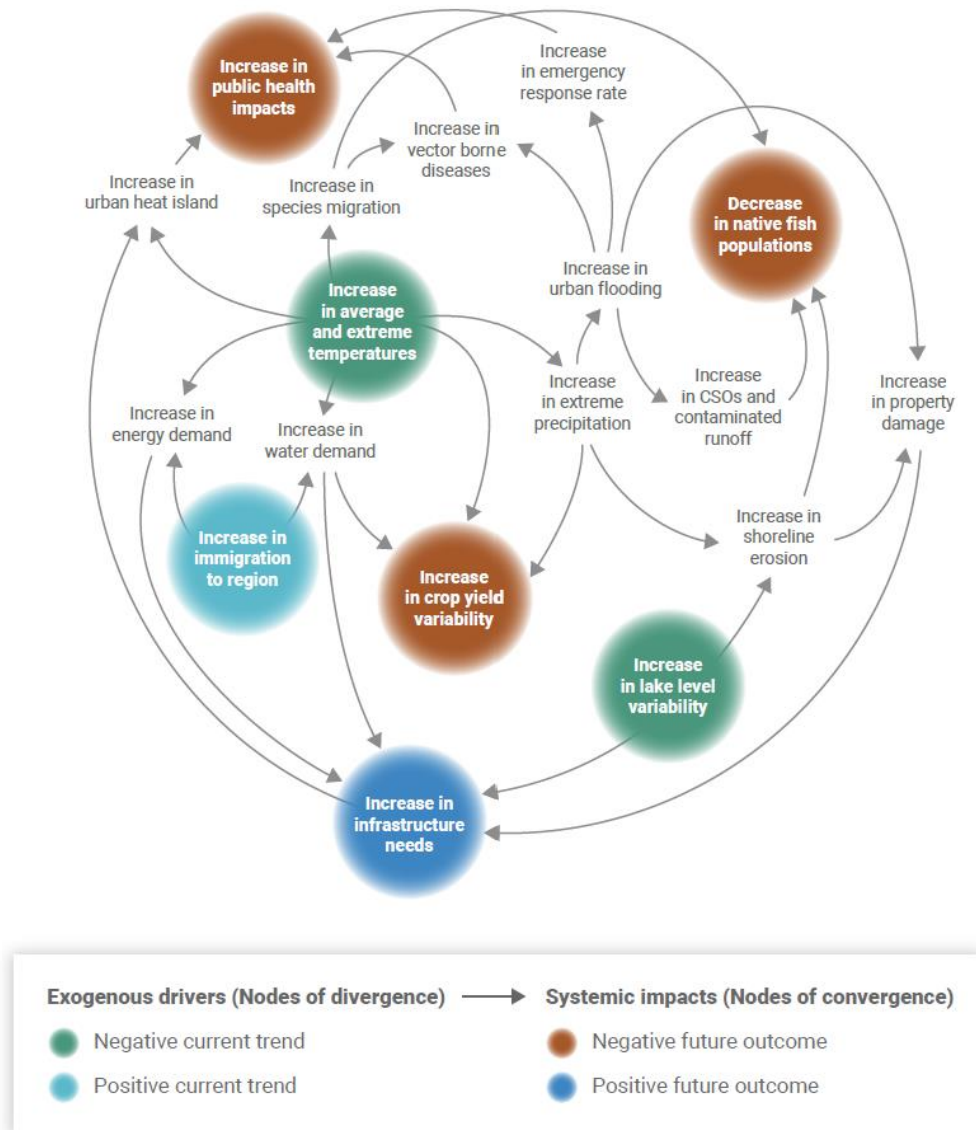 Increase in
public health
impacts
Increase
in emergency
response rate
Increase in
vector borne
diseases
Increase in
urban heat island
Increase in
species migration
Decrease
in native fish
populations
Increase in
urban flooding
Increase
in average
and extreme
temperatures
Increase
in extreme
precipitation
Increase
in CSOs and
contaminated
runoff
Increase
in property
damage
Increase in
energy demand
Increase in
water demand
Increase in
immigration
to region
Increase
in crop yield
variability
Increase in
shoreline
erosion
Increase
in lake level
variability
Increase in
infrastructure
needs
Exogenous drivers (Nodes of divergence)
Systemic impacts (Nodes of convergence)
Negative current trend
Negative future outcome
Positive current trend
Positive future outcome